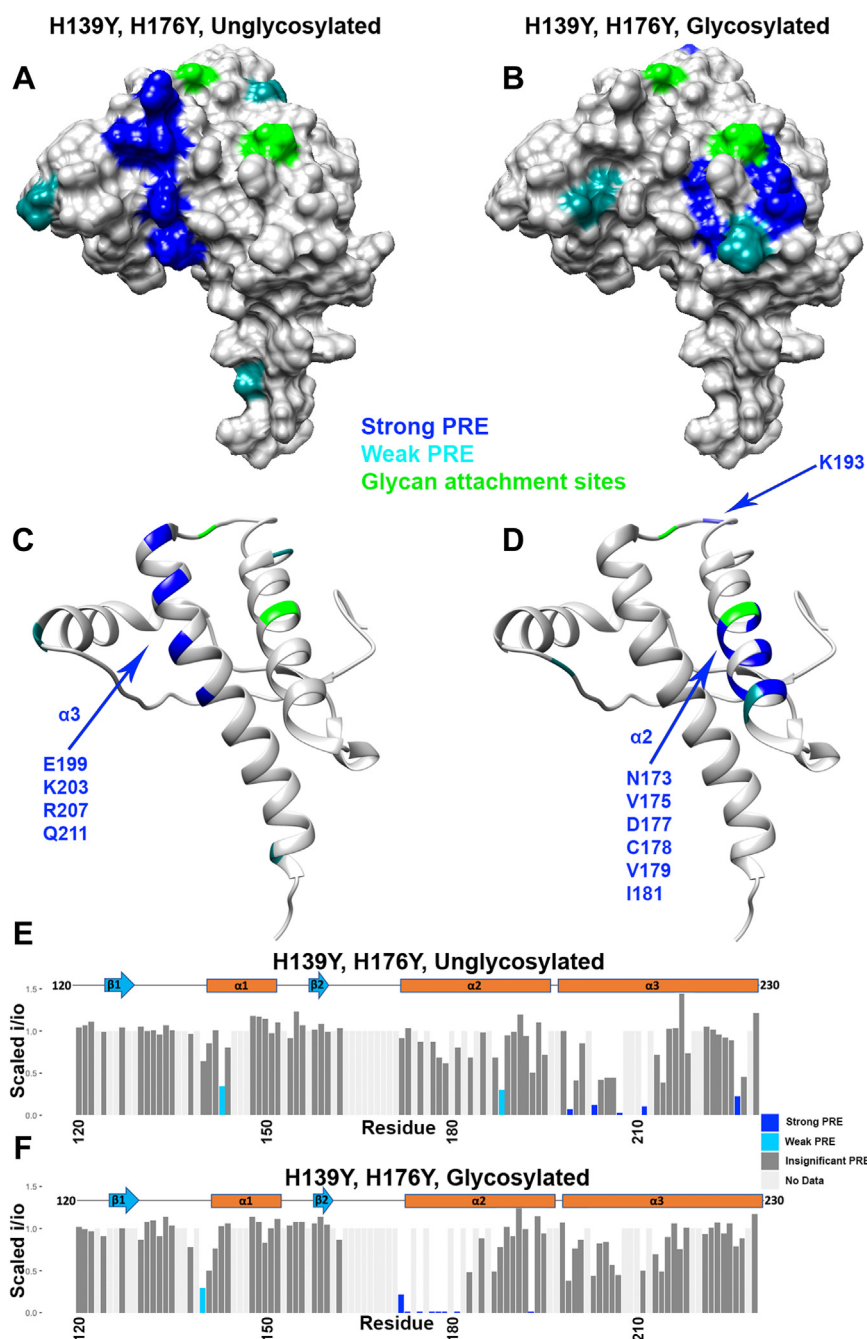 H139Y, H176Y, Unglycosylated
H139Y, H176Y, Glycosylated
A
B
Strong PRE
Weak PRE
Glycan attachment sites
K193
C
D
α3
E199
K203
R207
Q211
α2
N173
V175
D177
C178
V179
I181
E
H139Y, H176Y, Unglycosylated
120
β1
α1
β2
α2
α3
230
Scaled i/io
1.5
1.0
0.5
0.0
120
150
Residue
180
210
Strong PRE
Weak PRE
Insignificant PRE
No Data
F
H139Y, H176Y, Glycosylated
120
β1
α1
β2
α2
α3
230
Scaled i/io
1.5
1.0
0.5
0.0
120
150
Residue
180
210